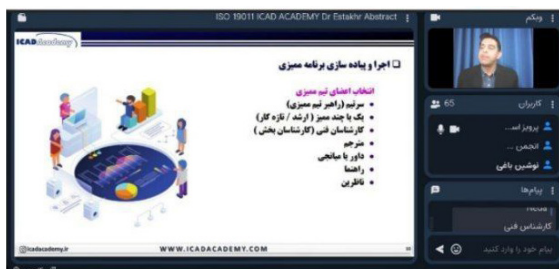 ISO 19011 ICAD ACADEMY Dr Estakhr Abstract
وبکم
ICAD Academy
اجرا و پیاده سازی برنامه ممیزی
انتخاب اعضای تیم ممیزی
سرتیم (راهبر تیم ممیزی)
یک یا چند ممیز ( ارشد / تازه کار)
کارشناسان فنی (کارشناسان بخش )
مترجم
داور یا میانجی
راهنما
ناظرین
@icadacademy.ir
WWW.ICADACADEMY.COM
کاربران
65
پرویز اسـ...
انجمن ...
نوشین باغی
پیام‌ها
کارشناس فنی
پیام خود را وارد کنید